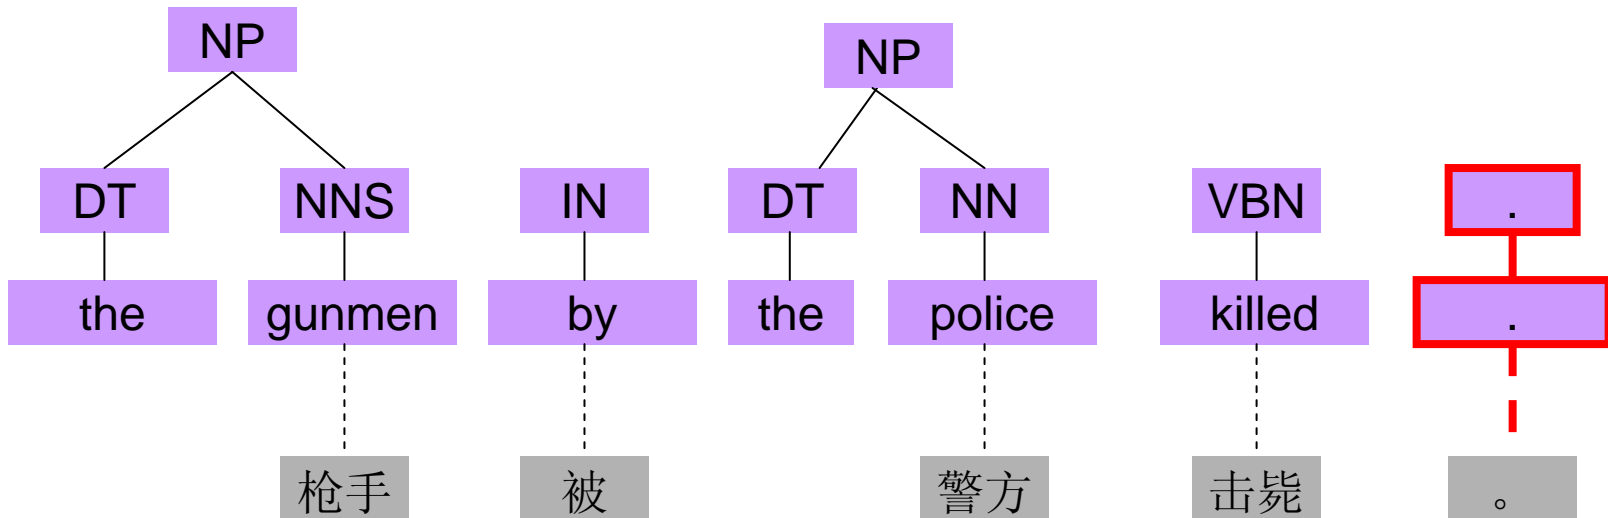 NP NP
DT NNS IN DT NN VBN .
the gunmen by the police killed .
枪手 被 警方 击毙 。